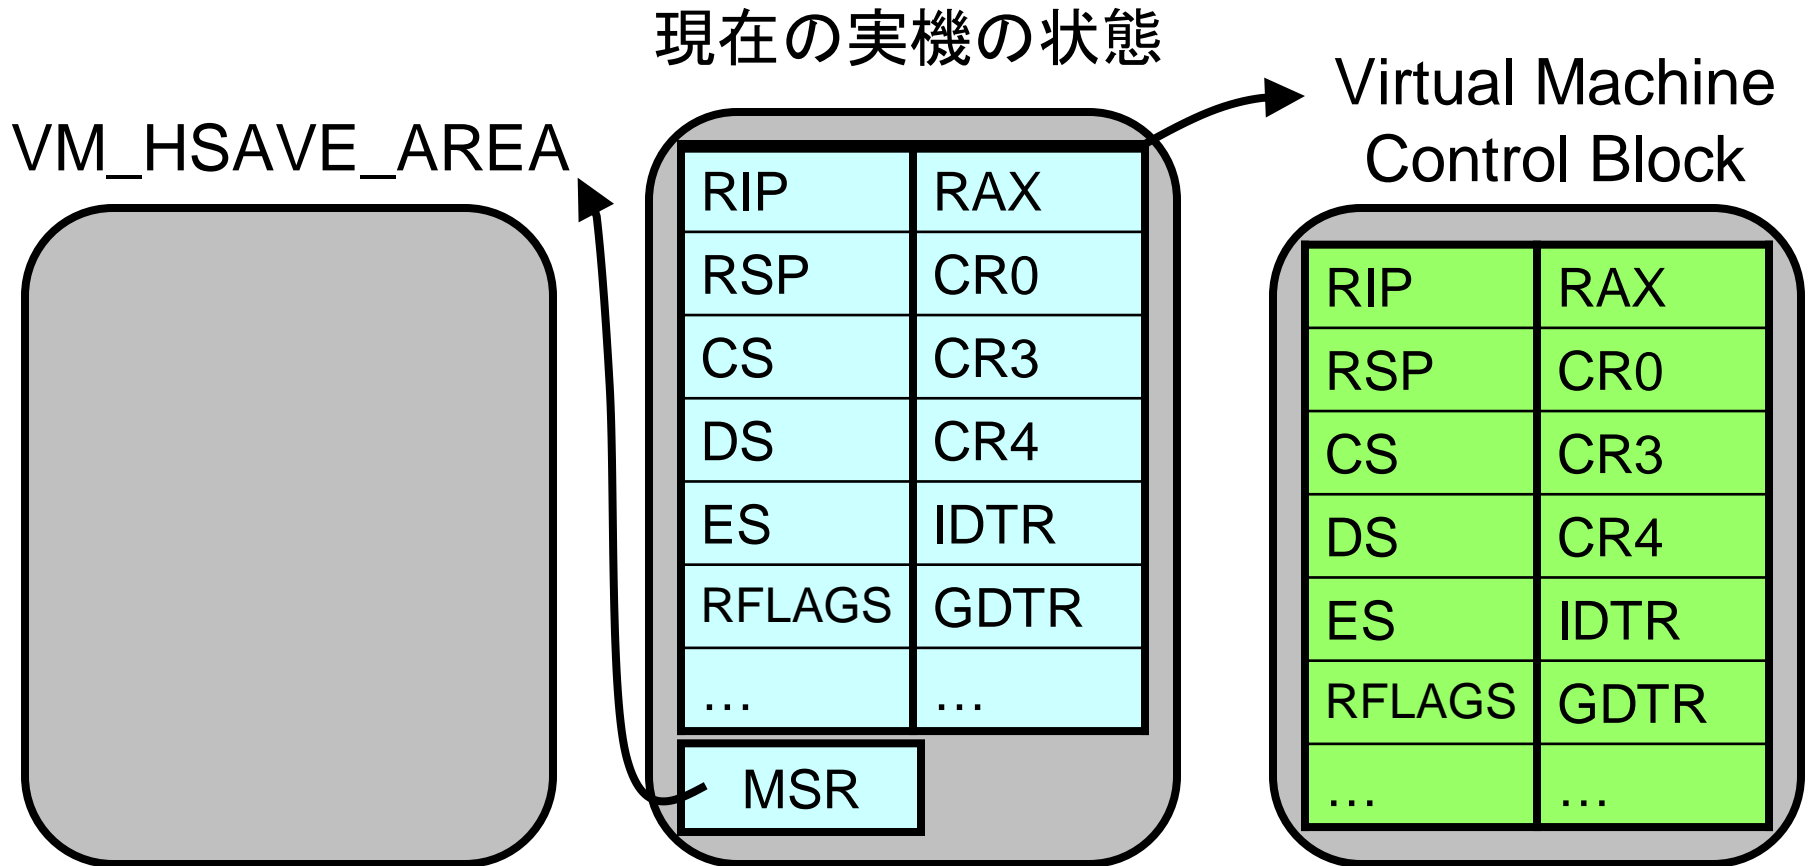 現在の実機の状態
VM_HSAVE_AREA
Virtual Machine
Control Block
RIP RAX
RSP CR0
CS CR3
DS CR4
ES IDTR
RFLAGS GDTR
... ...
MSR
RIP RAX
RSP CR0
CS CR3
DS CR4
ES IDTR
RFLAGS GDTR
... ...